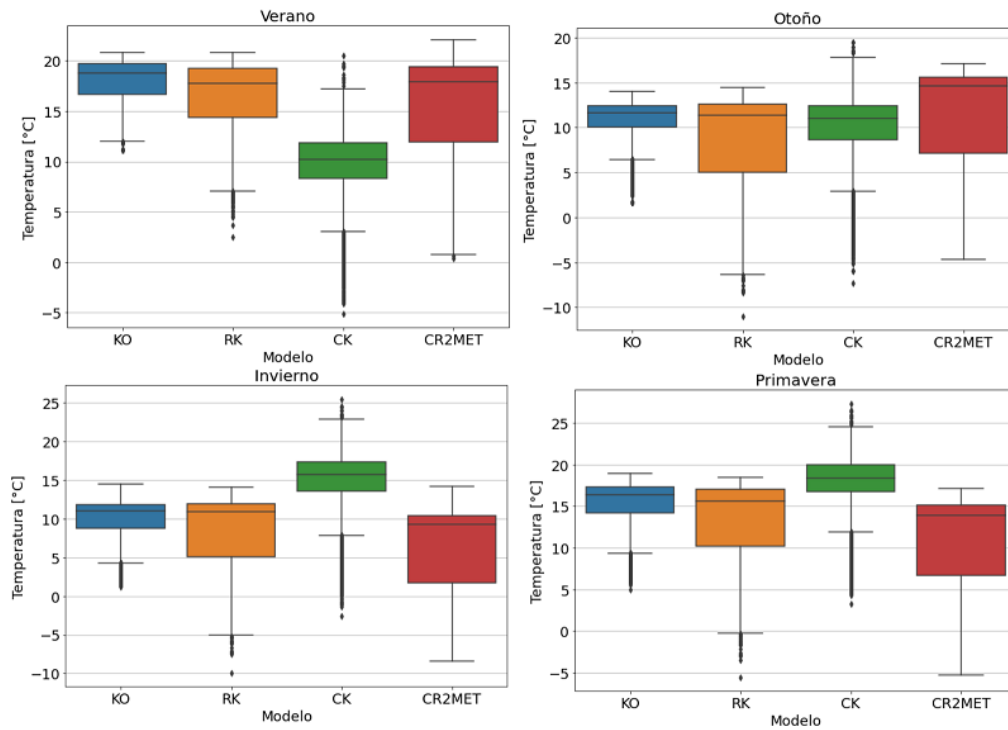 Verano
Temperatura [°C]
20
15
10
5
0
−5
KO RK CK CR2MET
Modelo
Otoño
Temperatura [°C]
20
15
10
5
0
−5
−10
KO RK CK CR2MET
Modelo
Invierno
Temperatura [°C]
25
20
15
10
5
0
−5
−10
KO RK CK CR2MET
Modelo
Primavera
Temperatura [°C]
25
20
15
10
5
0
−5
KO RK CK CR2MET
Modelo